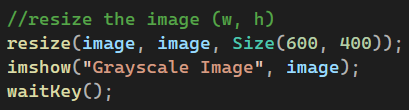 //resize the image (w, h)
resize(image, image, Size(600, 400));
imshow("Grayscale Image", image);
waitKey();